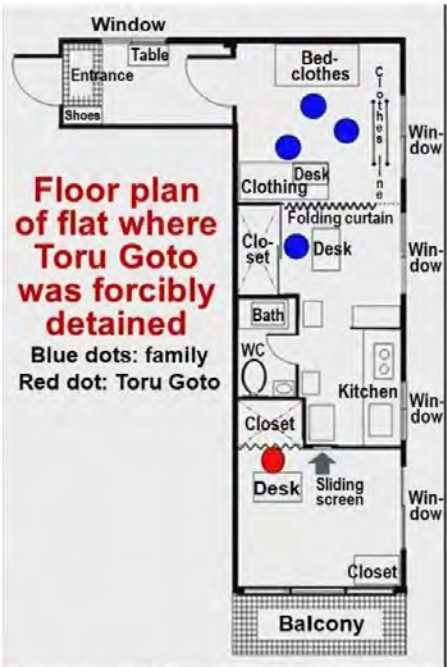 Window
Table
Entrance
Shoes
Bed-
clothes
Clothes line
Win-
dow
Desk
Clothing
Folding curtain
Floor plan
of flat where
Toru Goto
was forcibly
detained
Blue dots: family
Red dot: Toru Goto
Clo-
set
Desk
Win-
dow
Bath
WC
Kitchen
Win-
dow
Closet
Desk
Sliding
screen
Win-
dow
Closet
Balcony